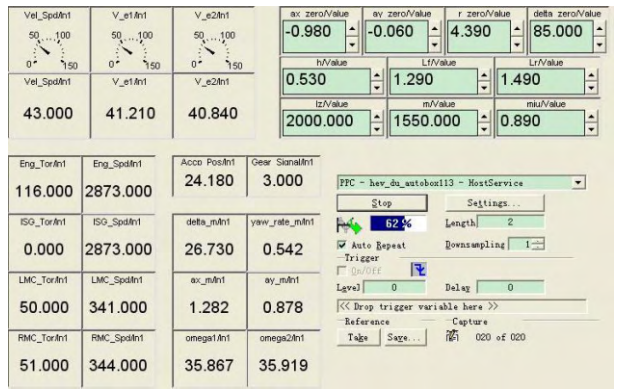 Vel_Spd/In1 V_e1/In1 V_e2/In1
50 100 50 100 50 100
0 150 0 150 0 150
Vel_Spd/In1 V_e1/In1 V_e2/In1
43.000 41.210 40.840
ax zero/Value ay zero/Value r zero/Value delta zero/Value
-0.980 -0.060 4.390 85.000
h/Value Lf/Value Lr/Value
0.530 1.290 1.490
Iz/Value m/Value miu/Value
2000.000 1550.000 0.890
Eng_Tor/In1 Eng_Spd/In1 Accp Pos/In1 Gear Signal/In1
116.000 2873.000 24.180 3.000
ISG_Tor/In1 ISG_Spd/In1 delta_m/In1 yaw_rate_m/In1
0.000 2873.000 26.730 0.542
LMC_Tor/In1 LMC_Spd/In1 ax_m/In1 ay_m/In1
50.000 341.000 1.282 0.878
RMC_Tor/In1 RMC_Spd/In1 omega1/In1 omega2/In1
51.000 344.000 35.867 35.919
PPC - hev_du_autobox113 - HostService
Stop Settings...
62 % Length 2
Auto Repeat Downsampling 1
Trigger
On/Off
Level 0 Delay 0
<< Drop trigger variable here >>
Reference Capture
Take Save... 020 of 020